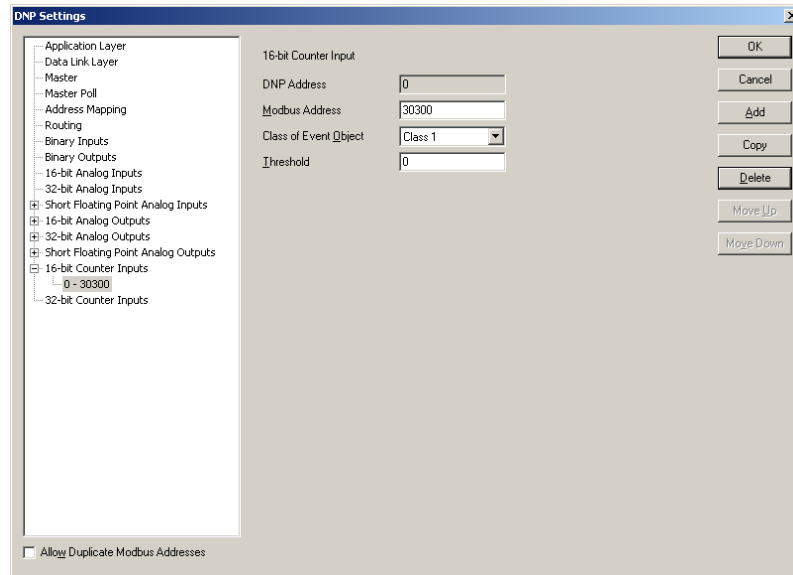 DNP Settings
Application Layer
Data Link Layer
Master
Master Poll
Address Mapping
Routing
Binary Inputs
Binary Outputs
16-bit Analog Inputs
32-bit Analog Inputs
Short Floating Point Analog Inputs
16-bit Analog Outputs
32-bit Analog Outputs
Short Floating Point Analog Outputs
16-bit Counter Inputs
0 - 30300
32-bit Counter Inputs
Allow Duplicate Modbus Addresses
16-bit Counter Input
DNP Address 0
Modbus Address 30300
Class of Event Object Class 1
Threshold 0
OK
Cancel
Add
Copy
Delete
Move Up
Move Down